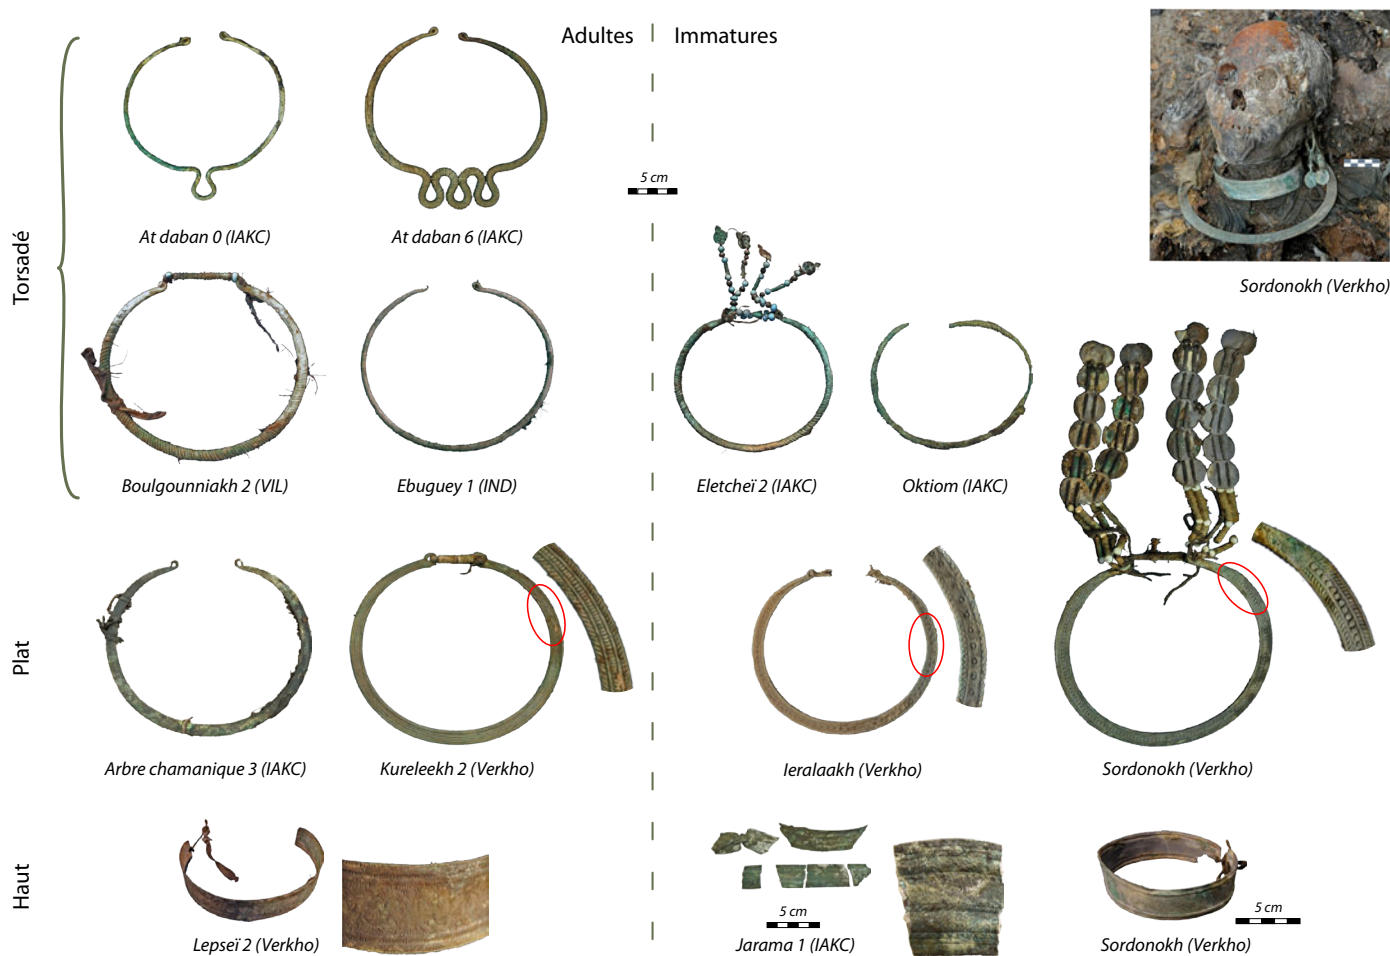 Adultes
Immatures
Torsadé
5 cm
At daban 0 (IAKC)
At daban 6 (IAKC)
Sordonokh (Verkho)
Boulgounniakh 2 (VIL)
Ebuguey 1 (IND)
Eletcheï 2 (IAKC)
Oktiom (IAKC)
Plat
Arbre chamanique 3 (IAKC)
Kureleekh 2 (Verkho)
Ieralaakh (Verkho)
Sordonokh (Verkho)
Haut
5 cm
5 cm
Lepseï 2 (Verkho)
Jarama 1 (IAKC)
Sordonokh (Verkho)